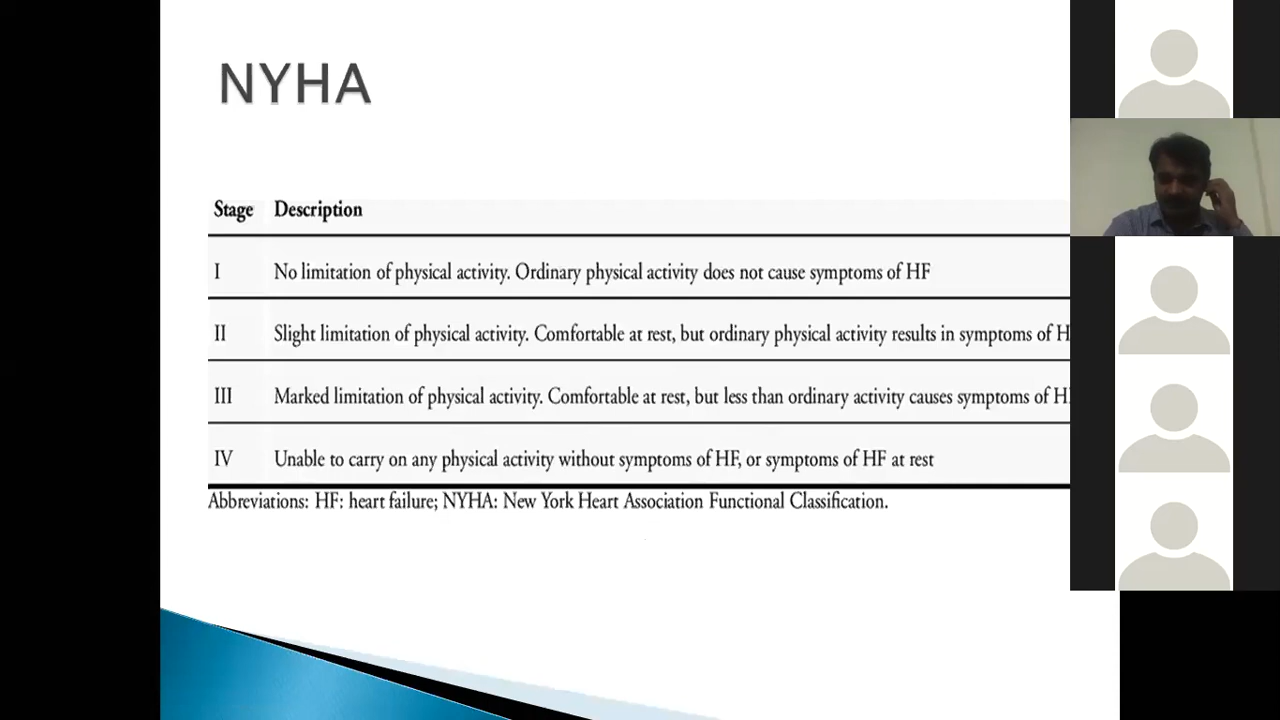 NYHA
Stage Description
I No limitation of physical activity. Ordinary physical activity does not cause symptoms of HF
II Slight limitation of physical activity. Comfortable at rest, but ordinary physical activity results in symptoms of H
III Marked limitation of physical activity. Comfortable at rest, but less than ordinary activity causes symptoms of H
IV Unable to carry on any physical activity without symptoms of HF, or symptoms of HF at rest
Abbreviations: HF: heart failure; NYHA: New York Heart Association Functional Classification.